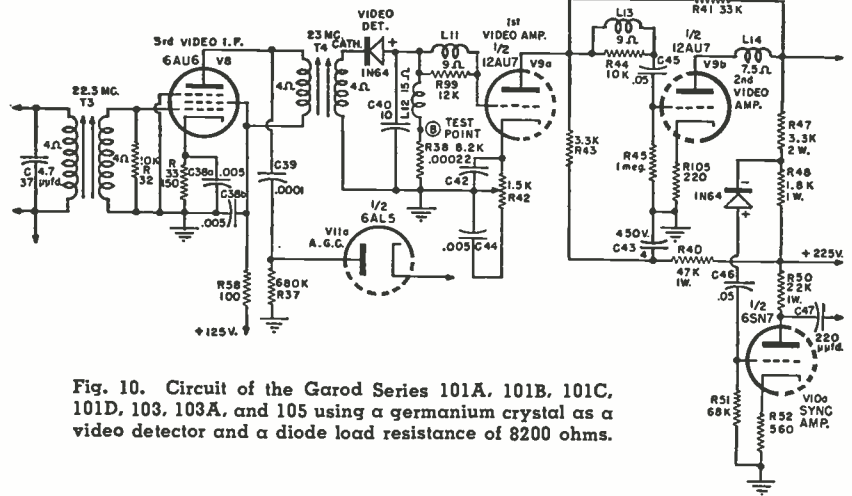 VIDEO
DET.
3rd VIDEO I.F.
6AU6 V8
23 MC.
T4 CATH.
+
1N64
L11
9Ω
R99
12K
1st
VIDEO AMP.
1/2
12AU7
V9a
L13
9Ω
R44
10K
C45
.05
R41 33K
1/2
12AU7
V9b
L14
7.5Ω
2nd
VIDEO
AMP.
22.3 MC.
T3
4Ω
4Ω
4Ω
4Ω
C40
10
L12 15Ω
B TEST
POINT
R38 8.2K
.00022
C42
3.3K
R43
R47
3.3K
2W.
C
37
4.7
µµfd.
10K
R
32
R
33
150
C38a
.005
C38b
.005
C39
.0001
1.5K
R42
R45
1meg.
R105
220
1N64
–
+
R48
1.8K
1W.
1/2
6AL5
V11a
A.G.C.
.005
C44
450V.
C43
4
R40
47K
1W.
+225V.
R58
100
680K
R37
+125V.
C46
.05
R50
22K
1W.
C47
220
µµfd.
1/2
6SN7
R51
68K
R52
560
V10a
SYNC
AMP.
Fig. 10. Circuit of the Garod Series 101A, 101B, 101C,
101D, 103, 103A, and 105 using a germanium crystal as a
video detector and a diode load resistance of 8200 ohms.